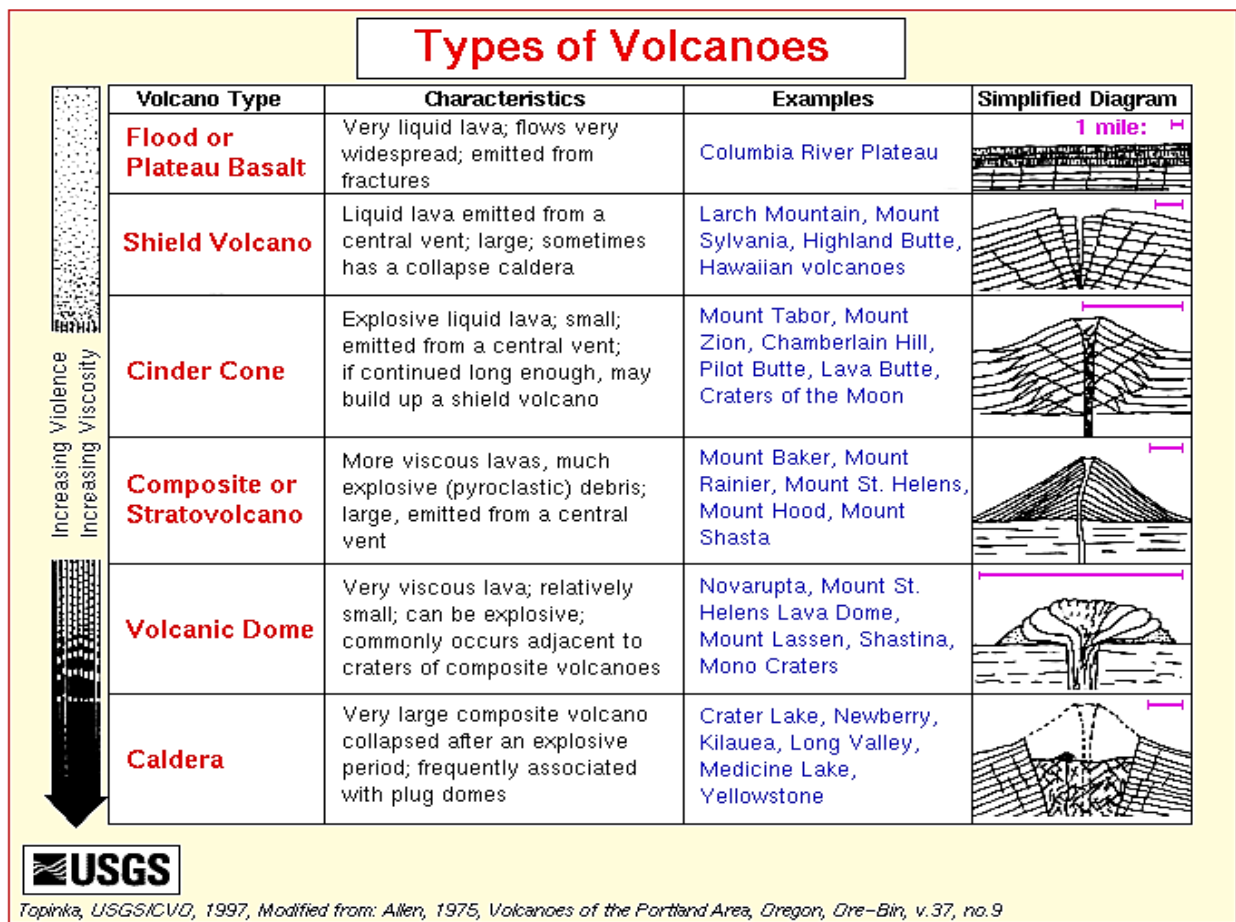 Types of Volcanoes
Volcano Type
Characteristics
Examples
Simplified Diagram
1 mile:
Flood or
Plateau Basalt
Very liquid lava; flows very
widespread; emitted from
fractures
Columbia River Plateau
Shield Volcano
Liquid lava emitted from a
central vent; large; sometimes
has a collapse caldera
Larch Mountain, Mount
Sylvania, Highland Butte,
Hawaiian volcanoes
Cinder Cone
Explosive liquid lava; small;
emitted from a central vent;
if continued long enough, may
build up a shield volcano
Mount Tabor, Mount
Zion, Chamberlain Hill,
Pilot Butte, Lava Butte,
Craters of the Moon
Increasing Violence
Increasing Viscosity
Composite or
Stratovolcano
More viscous lavas, much
explosive (pyroclastic) debris;
large, emitted from a central
vent
Mount Baker, Mount
Rainier, Mount St. Helens,
Mount Hood, Mount
Shasta
Volcanic Dome
Very viscous lava; relatively
small; can be explosive;
commonly occurs adjacent to
craters of composite volcanoes
Novarupta, Mount St.
Helens Lava Dome,
Mount Lassen, Shastina,
Mono Craters
Caldera
Very large composite volcano
collapsed after an explosive
period; frequently associated
with plug domes
Crater Lake, Newberry,
Kilauea, Long Valley,
Medicine Lake,
Yellowstone
USGS
Topinka, USGS/CVO, 1997, Modified from: Allen, 1975, Volcanoes of the Portland Area, Oregon, Ore-Bin, v.37, no.9